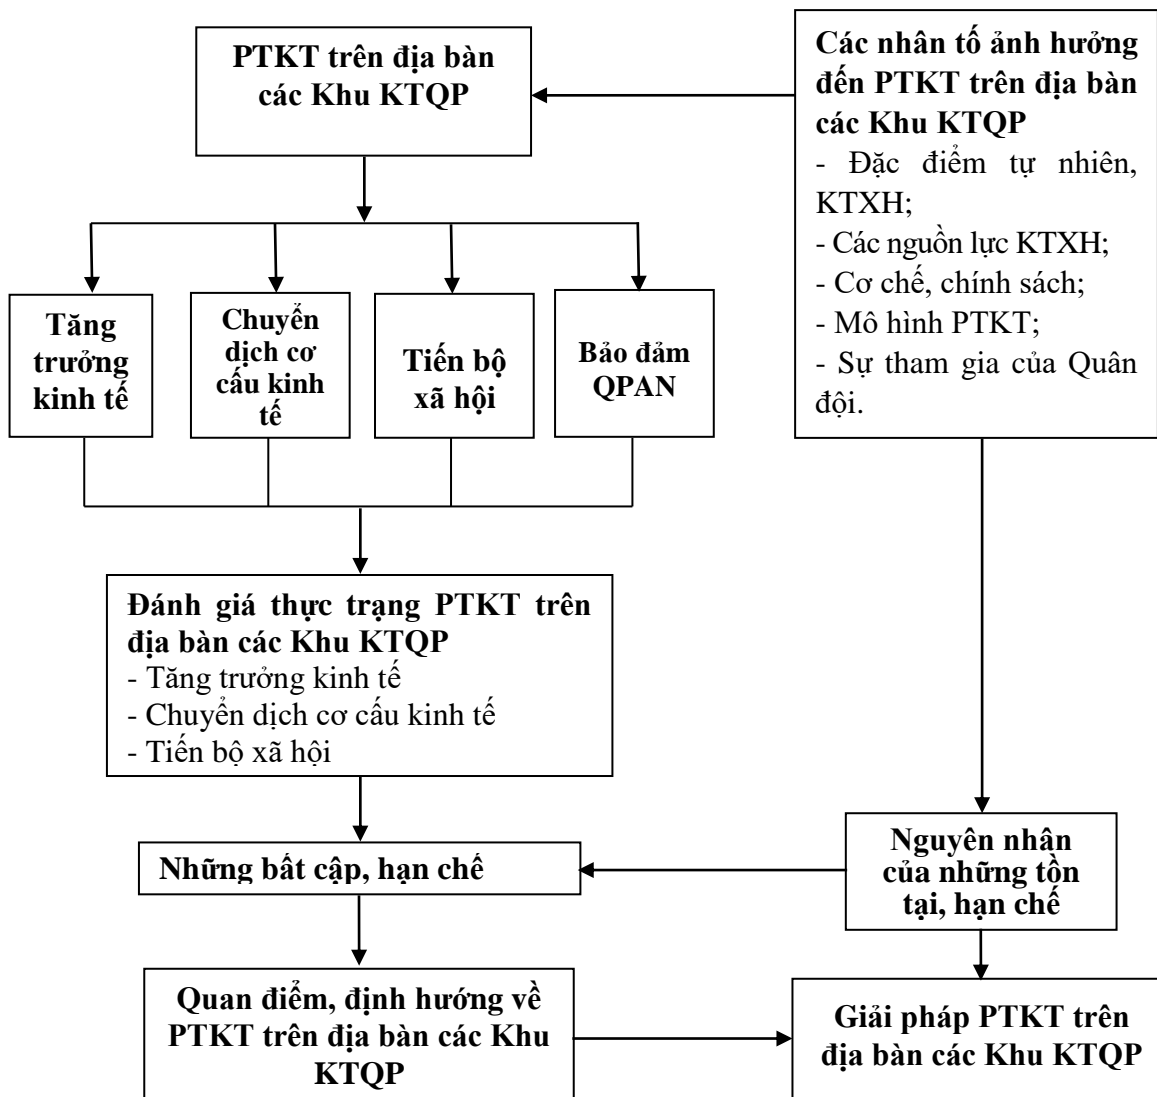 PTKT trên địa bàn
các Khu KTQP
Các nhân tố ảnh hưởng
đến PTKT trên địa bàn
các Khu KTQP
- Đặc điểm tự nhiên,
KTXH;
- Các nguồn lực KTXH;
- Cơ chế, chính sách;
- Mô hình PTKT;
- Sự tham gia của Quân
đội.
Tăng
trưởng
kinh tế
Chuyển
dịch cơ
cấu kinh
tế
Tiến bộ
xã hội
Bảo đảm
QPAN
Đánh giá thực trạng PTKT trên
địa bàn các Khu KTQP
- Tăng trưởng kinh tế
- Chuyển dịch cơ cấu kinh tế
- Tiến bộ xã hội
Những bất cập, hạn chế
Nguyên nhân
của những tồn
tại, hạn chế
Quan điểm, định hướng về
PTKT trên địa bàn các Khu
KTQP
Giải pháp PTKT trên
địa bàn các Khu KTQP